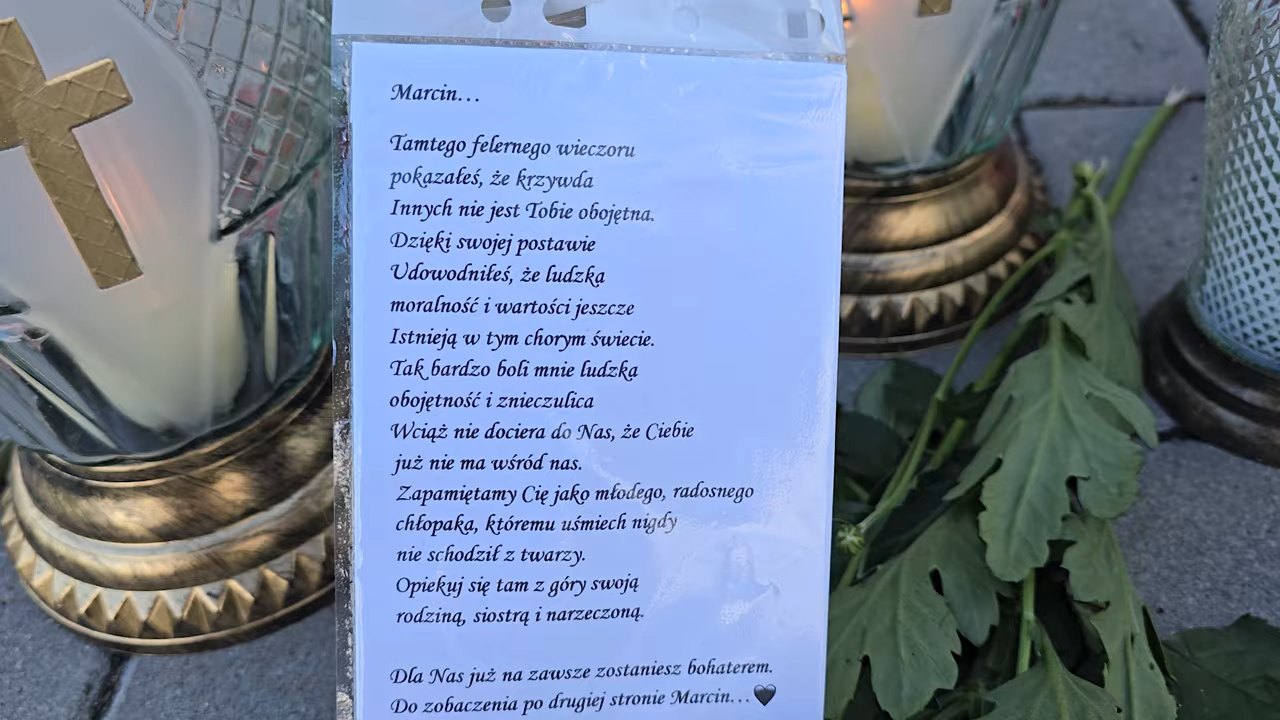 Marcin...
Tamtego felernego wieczoru
pokazałeś, że krzywda
Innych nie jest Tobie obojętna.
Dzięki swojej postawie
Udowodniłeś, że ludzka
moralność i wartości jeszcze
Istnieją w tym chorym świecie.
Tak bardzo boli mnie ludzka
obojętność i znieczulica
Wciąż nie dociera do Nas, że Ciebie
już nie ma wśród nas.
Zapamiętamy Cię jako młodego, radosnego
chłopaka, któremu uśmiech nigdy
nie schodził z twarzy.
Opiekuj się tam z góry swoją
rodziną, siostrą i narzeczoną.
Dla Nas już na zawsze zostaniesz bohaterem.
Do zobaczenia po drugiej stronie Marcin...🖤